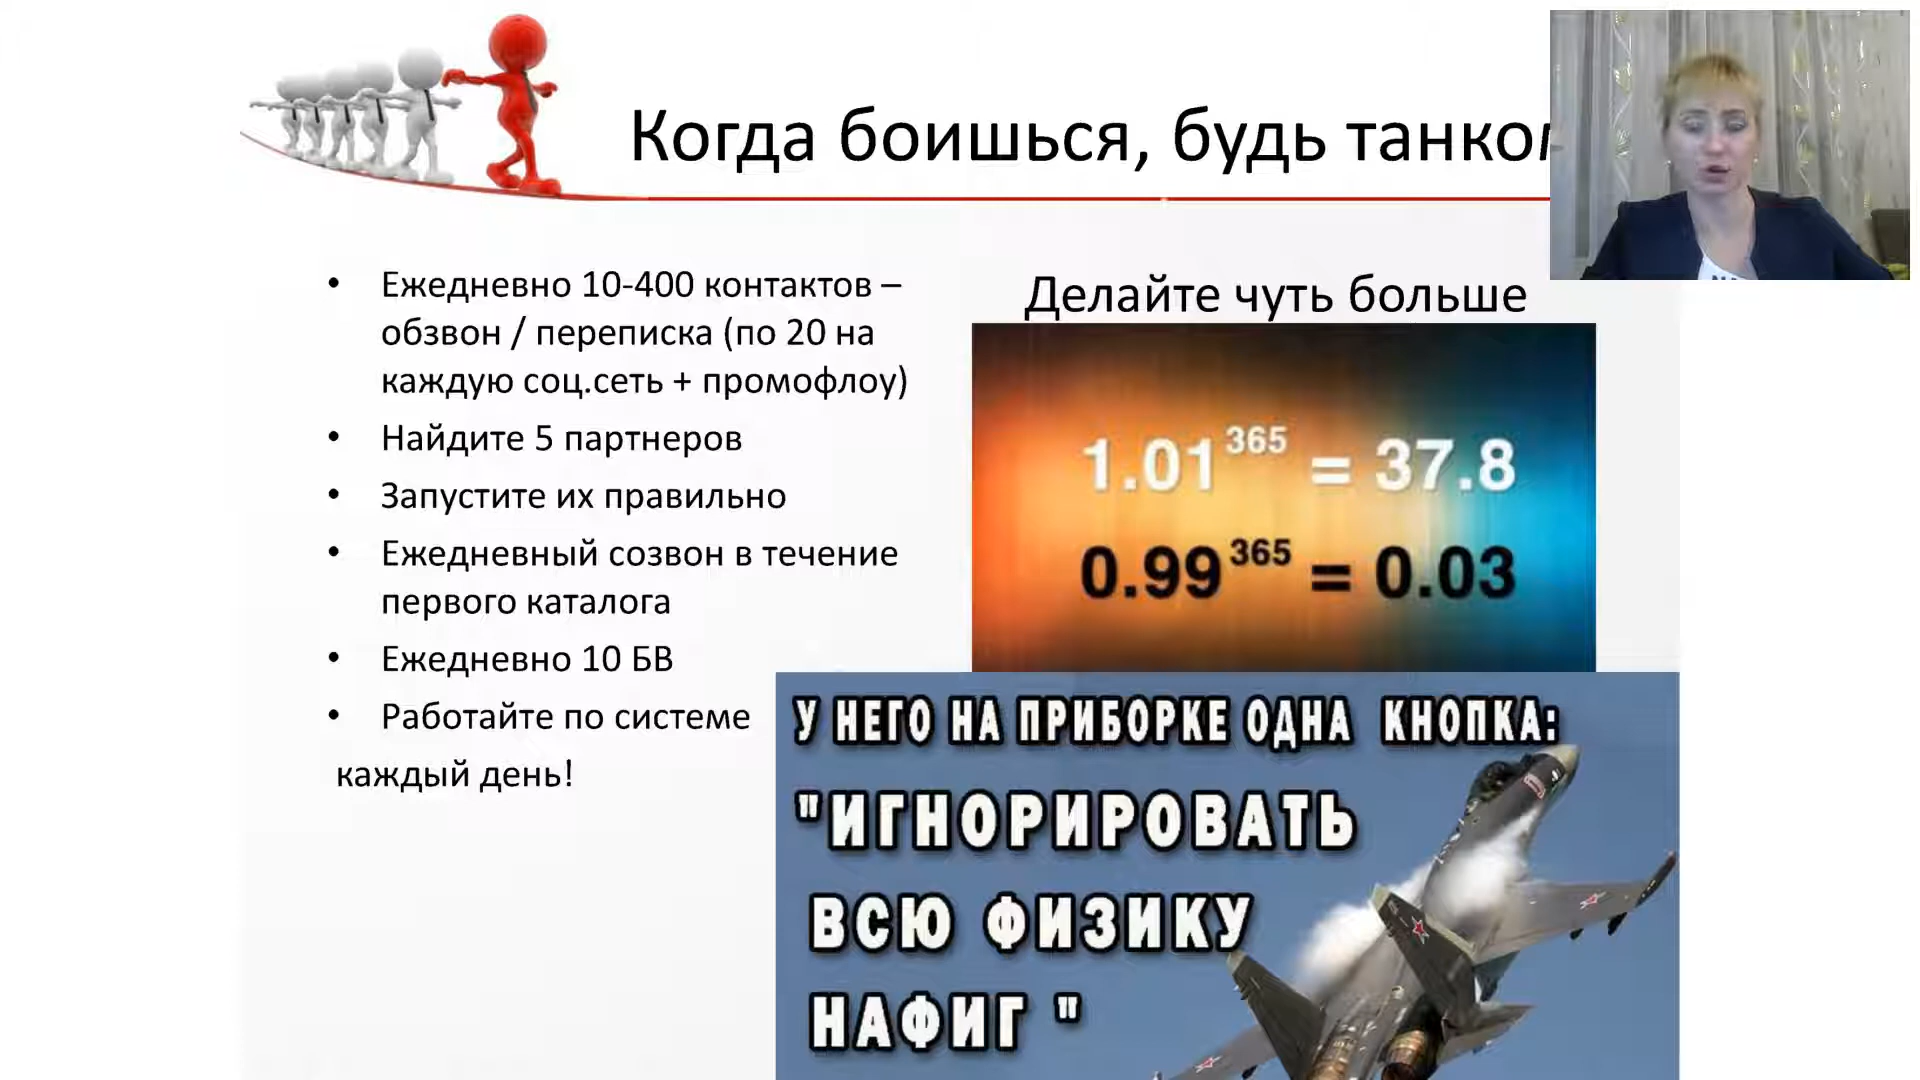 Когда боишься, будь танком
• Ежедневно 10-400 контактов –
обзвон / переписка (по 20 на
каждую соц.сеть + промофлоу)
• Найдите 5 партнеров
• Запустите их правильно
• Ежедневный созвон в течение
первого каталога
• Ежедневно 10 БВ
• Работайте по системе
каждый день!
Делайте чуть больше
1.01³⁶⁵ = 37.8
0.99³⁶⁵ = 0.03
У НЕГО НА ПРИБОРКЕ ОДНА КНОПКА:
"ИГНОРИРОВАТЬ
ВСЮ ФИЗИКУ
НАФИГ "